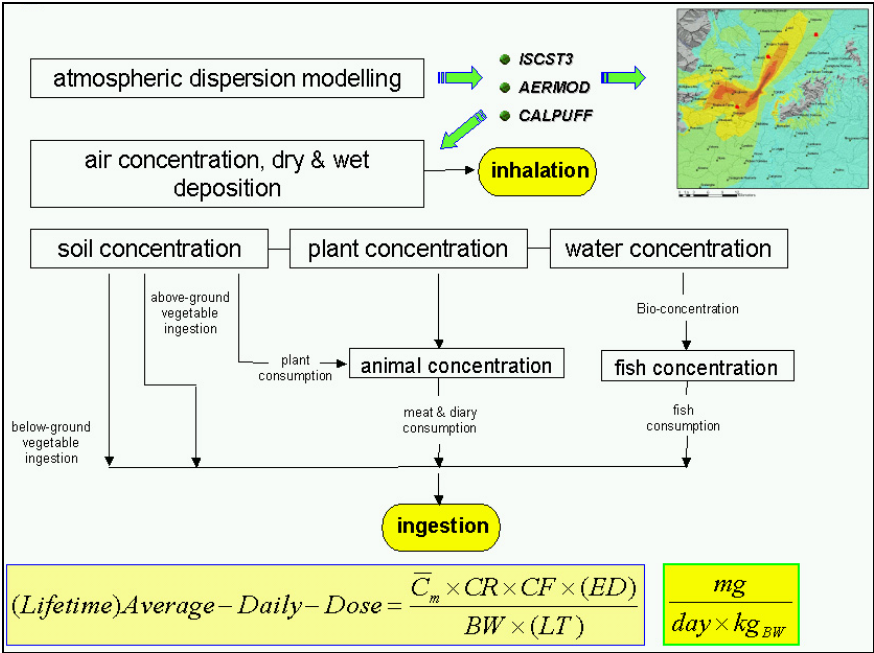 atmospheric dispersion modelling
ISCST3
AERMOD
CALPUFF
air concentration, dry & wet
deposition
inhalation
soil concentration
plant concentration
water concentration
above-ground
vegetable
ingestion
Bio-concentration
plant
consumption
animal concentration
fish concentration
below-ground
vegetable
ingestion
meat & diary
consumption
fish
consumption
ingestion
(Lifetime)Average-Daily-Dose = C̅m × CR × CF × (ED) / BW × (LT)
mg / day × kg BW